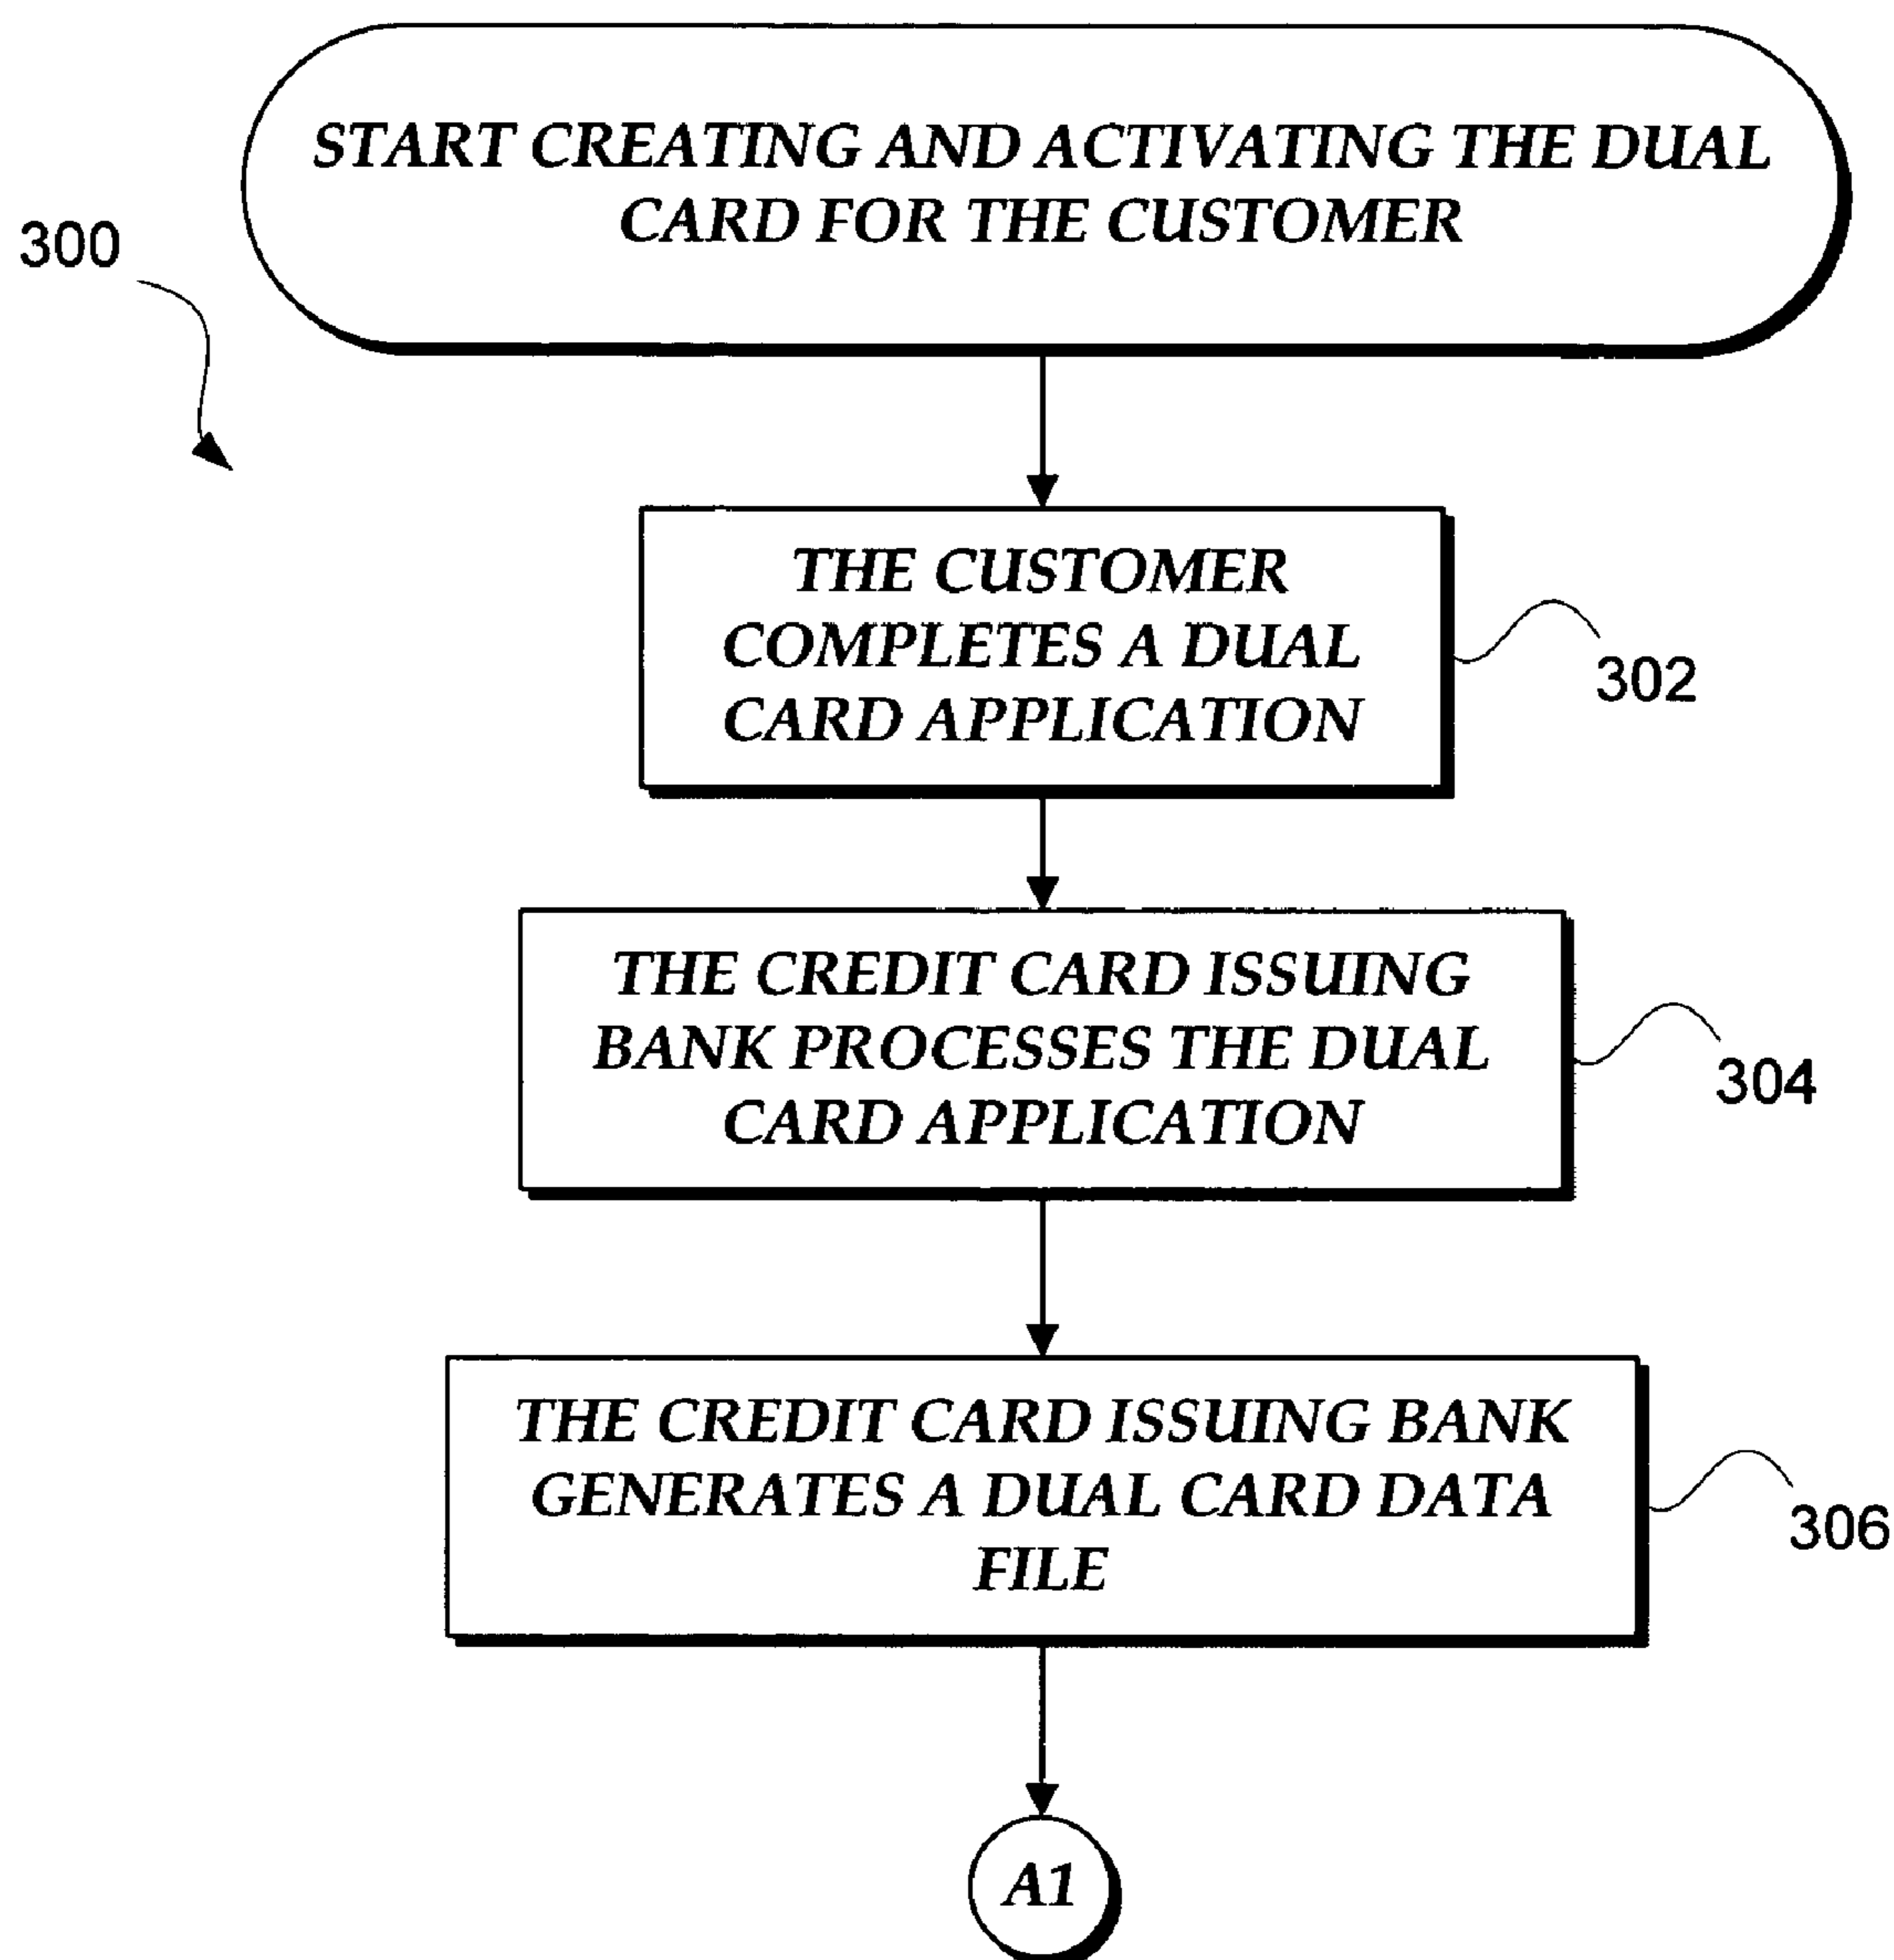 START CREATING AND ACTIVATING THE DUAL
CARD FOR THE CUSTOMER
300
THE CUSTOMER
COMPLETES A DUAL
CARD APPLICATION
302
THE CREDIT CARD ISSUING
BANK PROCESSES THE DUAL
CARD APPLICATION
304
THE CREDIT CARD ISSUING BANK
GENERATES A DUAL CARD DATA
FILE
306
A1